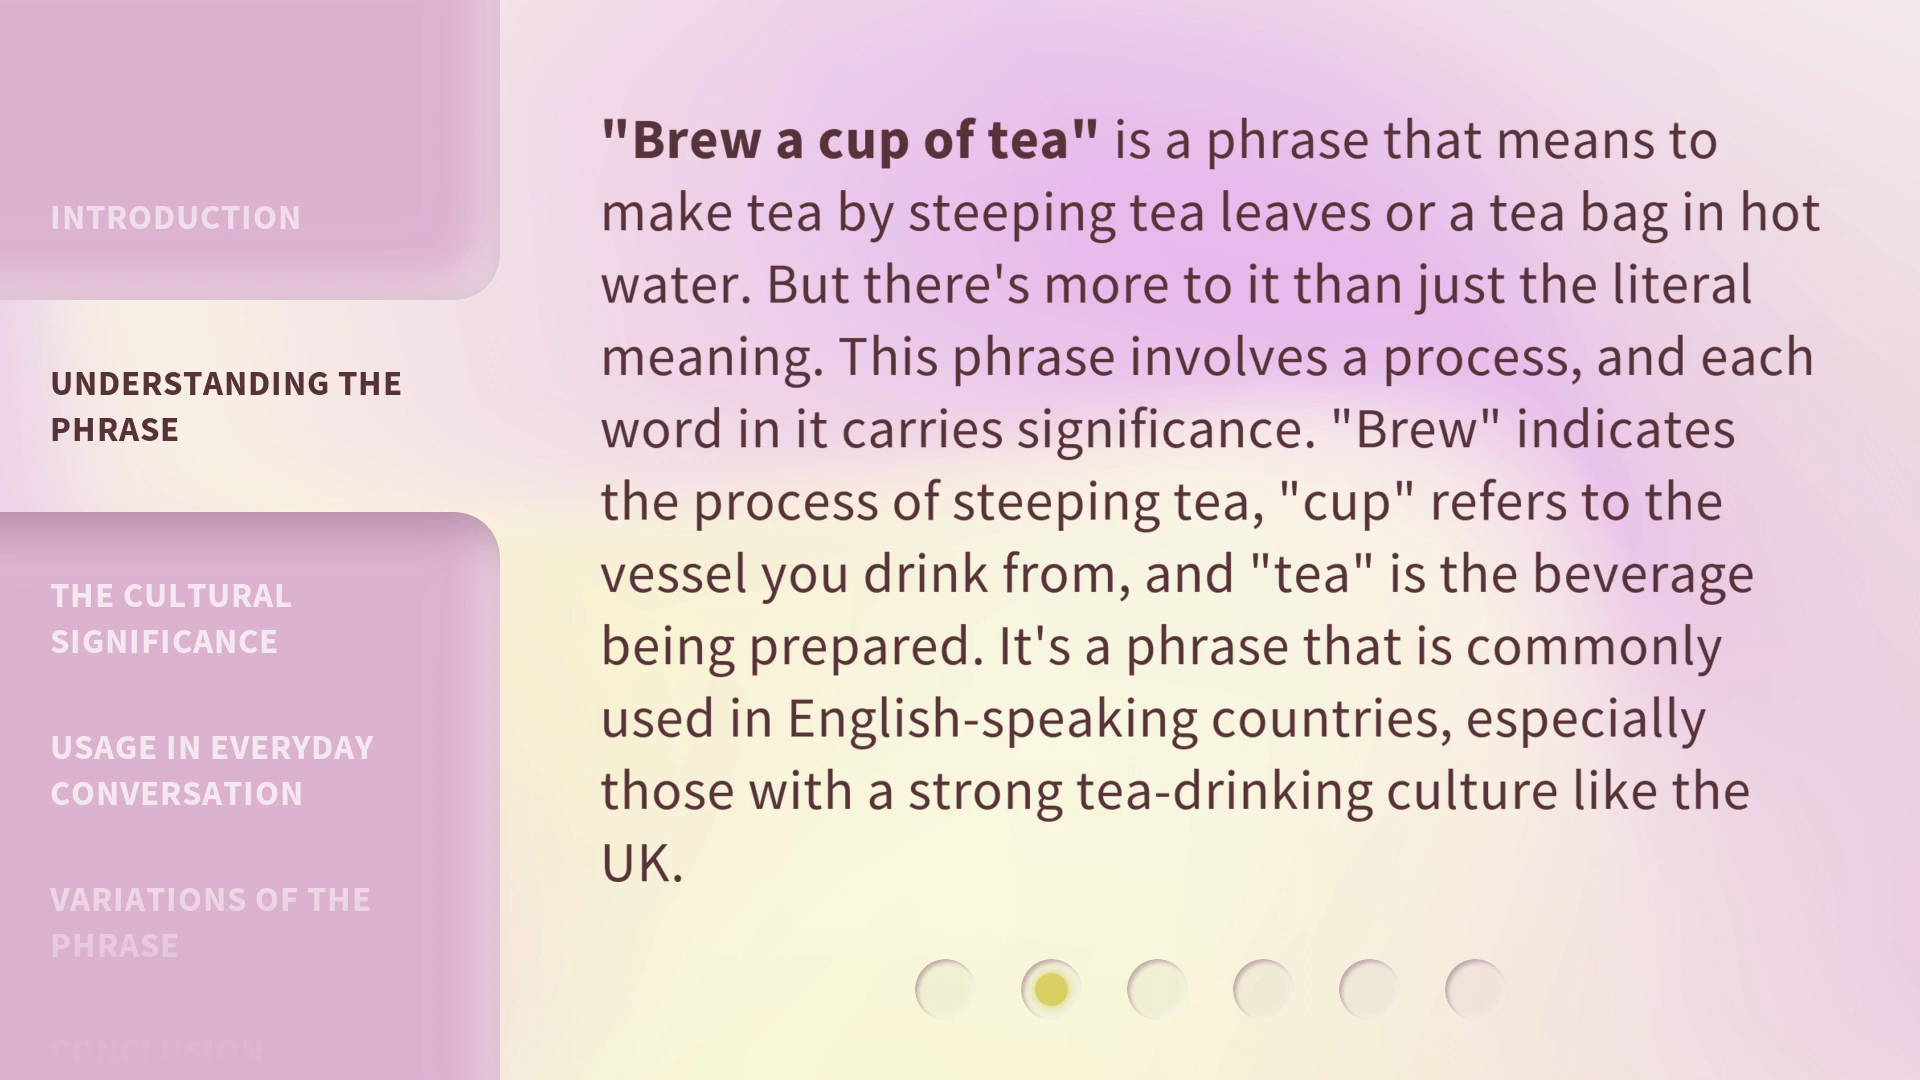 INTRODUCTION
UNDERSTANDING THE
PHRASE
THE CULTURAL
SIGNIFICANCE
USAGE IN EVERYDAY
CONVERSATION
VARIATIONS OF THE
PHRASE
CONCLUSION
"Brew a cup of tea" is a phrase that means to
make tea by steeping tea leaves or a tea bag in hot
water. But there's more to it than just the literal
meaning. This phrase involves a process, and each
word in it carries significance. "Brew" indicates
the process of steeping tea, "cup" refers to the
vessel you drink from, and "tea" is the beverage
being prepared. It's a phrase that is commonly
used in English-speaking countries, especially
those with a strong tea-drinking culture like the
UK.